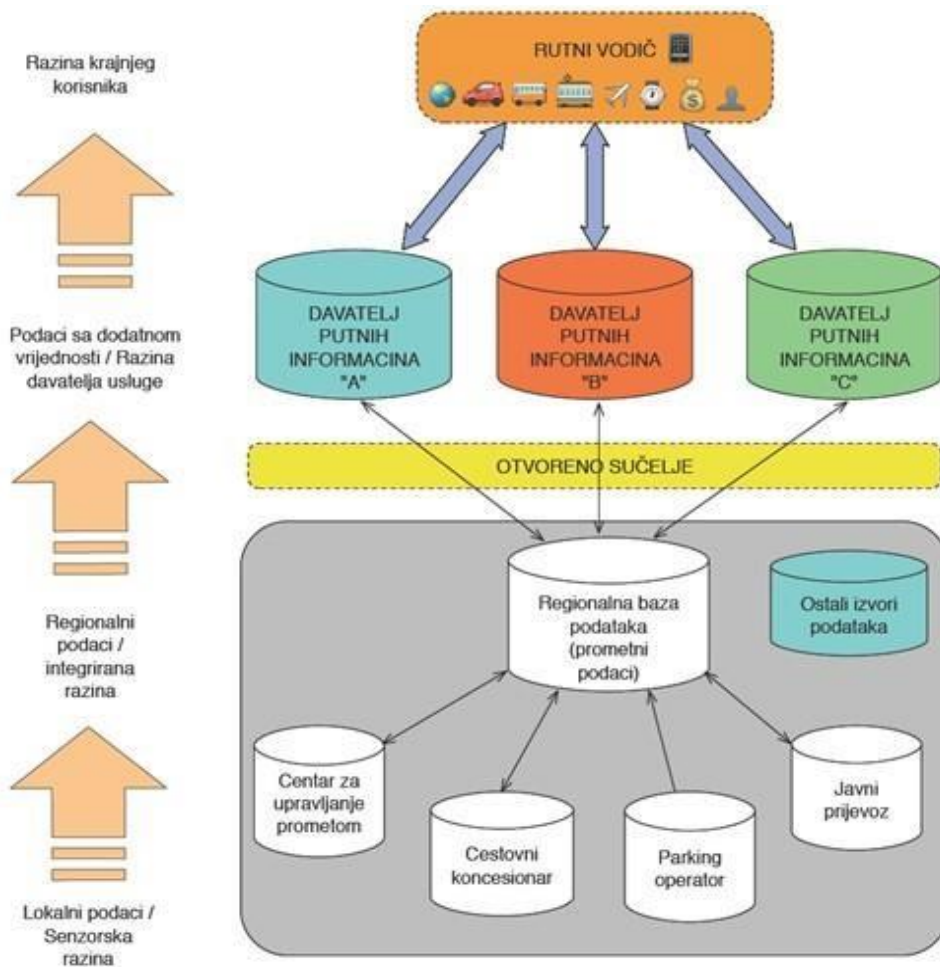 Razina krajnjeg
korisnika
RUTNI VODIČ
$
Podaci sa dodatnom
vrijednosti / Razina
davatelja usluge
DAVATELJ
PUTNIH
INFORMACINA
"A"
DAVATELJ
PUTNIH
INFORMACINA
"B"
DAVATELJ
PUTNIH
INFORMACINA
"C"
OTVORENO SUČELJE
Regionalni
podaci /
integrirana
razina
Regionalna baza
podataka
(prometni
podaci)
Ostali izvori
podataka
Centar za
upravljanje
prometom
Cestovni
koncesionar
Parking
operator
Javni
prijevoz
Lokalni podaci /
Senzorska
razina